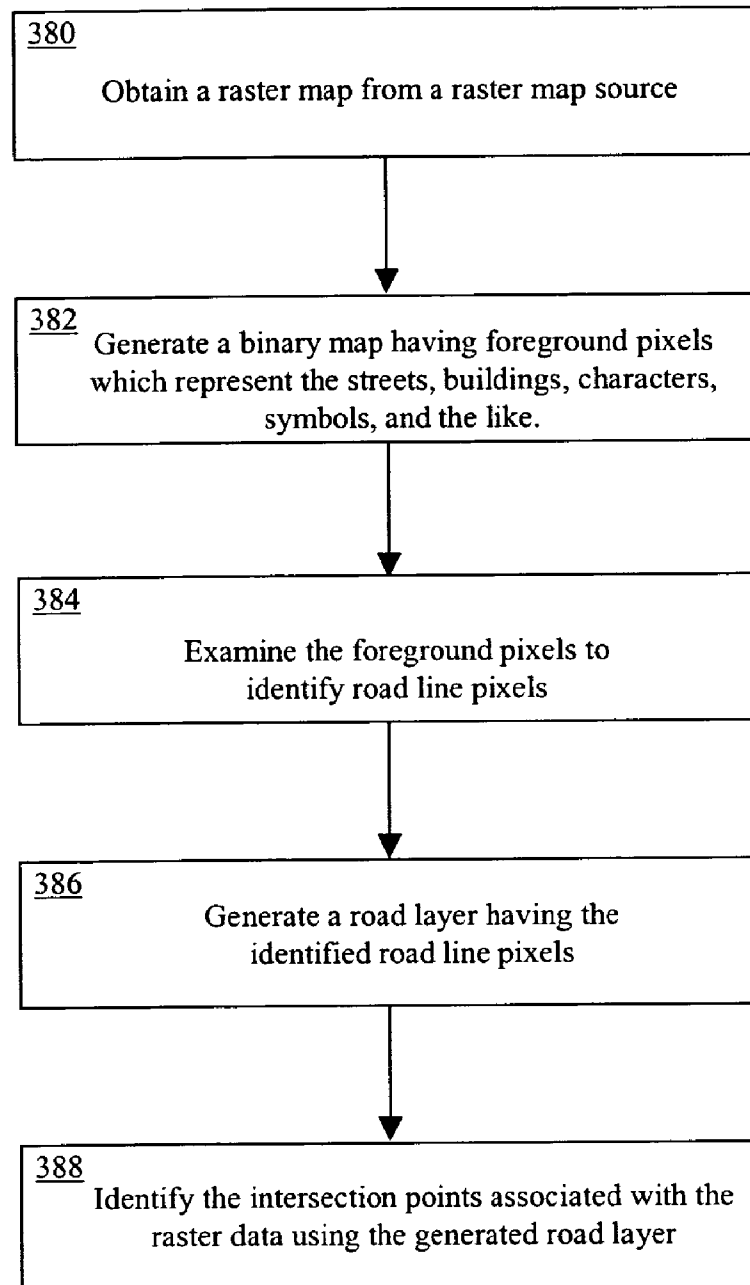 380
Obtain a raster map from a raster map source
382
Generate a binary map having foreground pixels
which represent the streets, buildings, characters,
symbols, and the like.
384
Examine the foreground pixels to
identify road line pixels
386
Generate a road layer having the
identified road line pixels
388
Identify the intersection points associated with the
raster data using the generated road layer